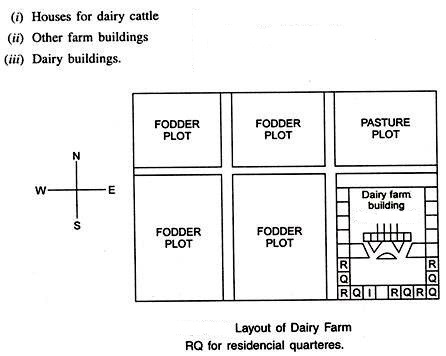 (i) Houses for dairy cattle
(ii) Other farm buildings
(iii) Dairy buildings.
FODDER
PLOT
FODDER
PLOT
PASTURE
PLOT
N
W
E
S
FODDER
PLOT
FODDER
PLOT
Dairy farm
building
R
R
Q
Q
R Q I R Q R Q
Layout of Dairy Farm
RQ for residencial quarteres.